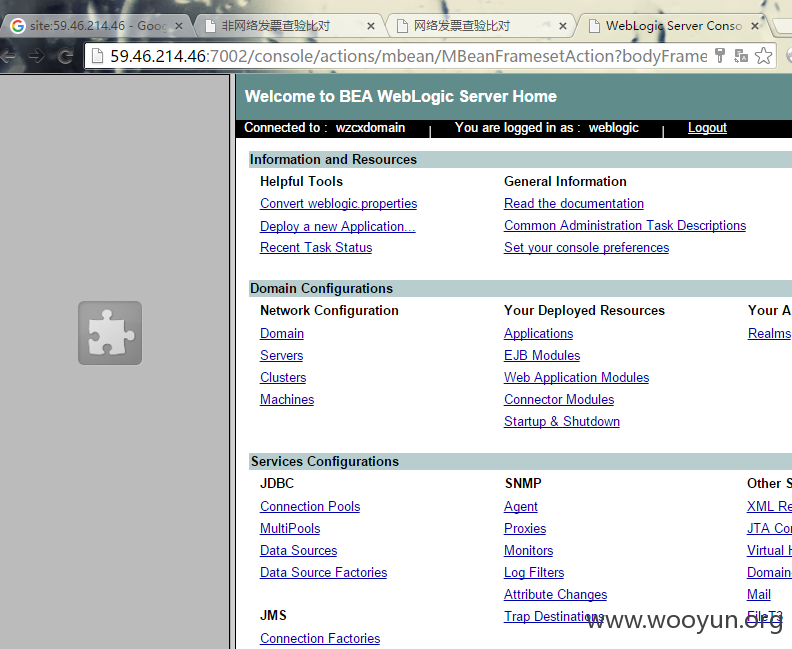 site:59.46.214.46 - Goog
非网络发票查验比对
网络发票查验比对
WebLogic Server Conso
59.46.214.46:7002/console/actions/mbean/MBeanFramesetAction?bodyFrame
Welcome to BEA WebLogic Server Home
Connected to : wzcxdomain | You are logged in as : weblogic | Logout
Information and Resources
Helpful Tools
General Information
Convert weblogic.properties
Read the documentation
Deploy a new Application...
Common Administration Task Descriptions
Recent Task Status
Set your console preferences
Domain Configurations
Network Configuration
Your Deployed Resources
Your A
Domain
Applications
Realms
Servers
EJB Modules
Clusters
Web Application Modules
Machines
Connector Modules
Startup & Shutdown
Services Configurations
JDBC
SNMP
Other S
Connection Pools
Agent
XML Re
MultiPools
Proxies
JTA Con
Data Sources
Monitors
Virtual H
Data Source Factories
Log Filters
Domain
Attribute Changes
Mail
JMS
Trap Destinations
FileT3
Connection Factories
www.wooyun.org